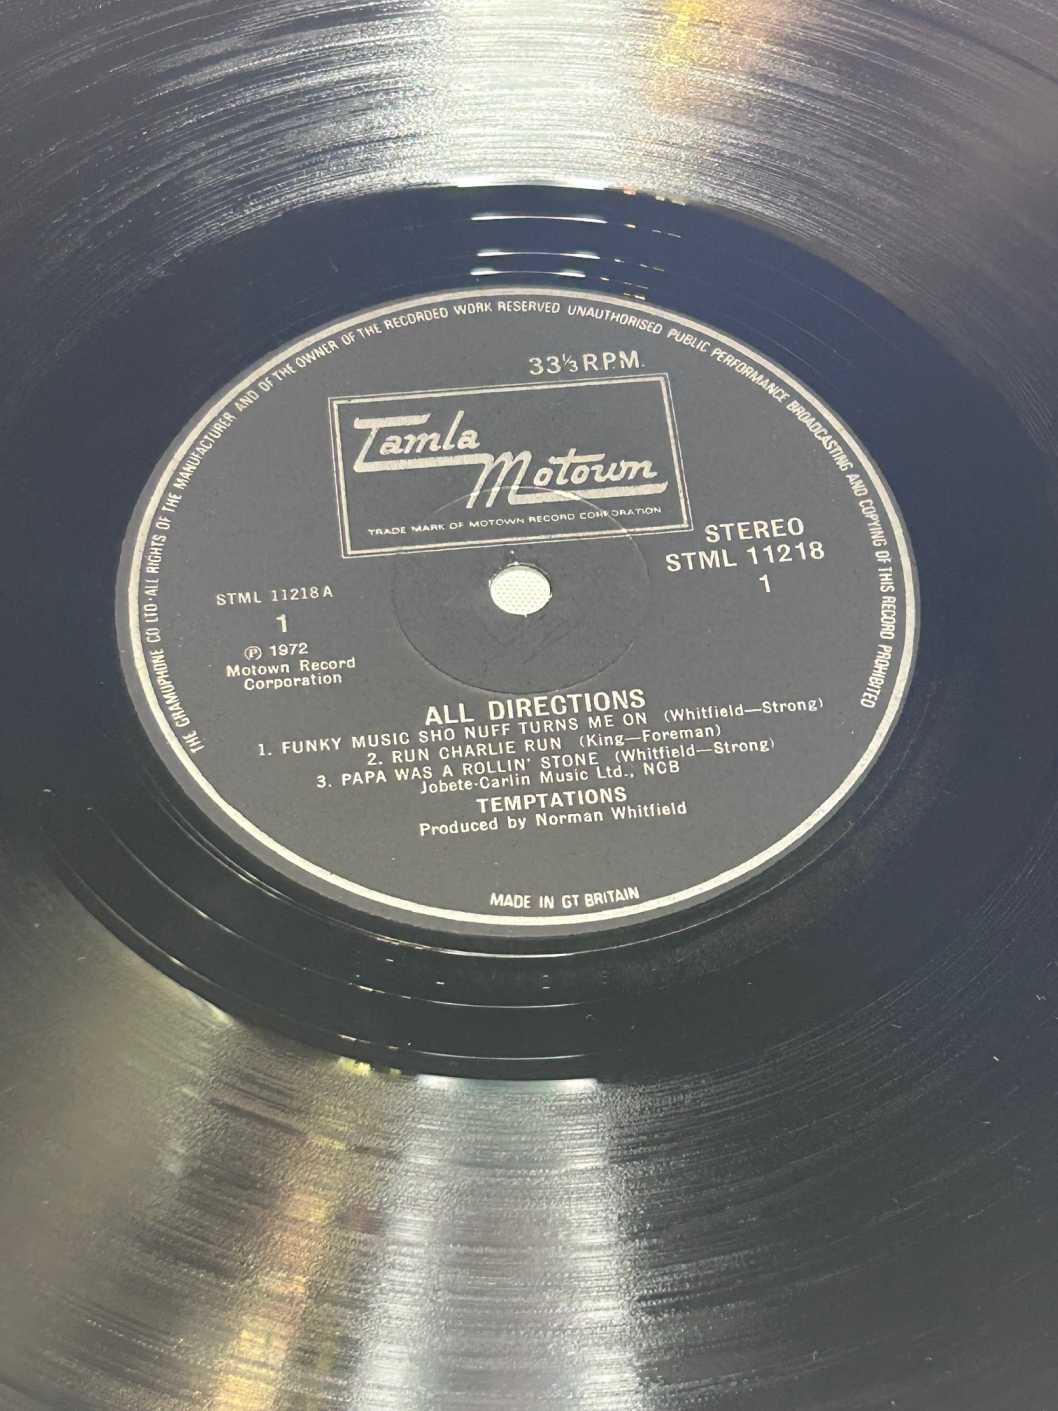 THE GRAMOPHONE CO LTD · ALL RIGHTS OF THE MANUFACTURER AND OF THE OWNER OF THE RECORDED WORK RESERVED UNAUTHORISED PUBLIC PERFORMANCE BROADCASTING AND COPYING OF THIS RECORD PROHIBITED
33⅓ R.P.M.
Tamla
Motown
TRADE MARK OF MOTOWN RECORD CORPORATION
STEREO
STML 11218
1
STML 11218 A
1
Ⓟ 1972
Motown Record
Corporation
ALL DIRECTIONS
1. FUNKY MUSIC SHO NUFF TURNS ME ON (Whitfield—Strong)
2. RUN CHARLIE RUN (King—Foreman)
3. PAPA WAS A ROLLIN' STONE (Whitfield—Strong)
Jobete-Carlin Music Ltd., NCB
TEMPTATIONS
Produced by Norman Whitfield
MADE IN GT BRITAIN